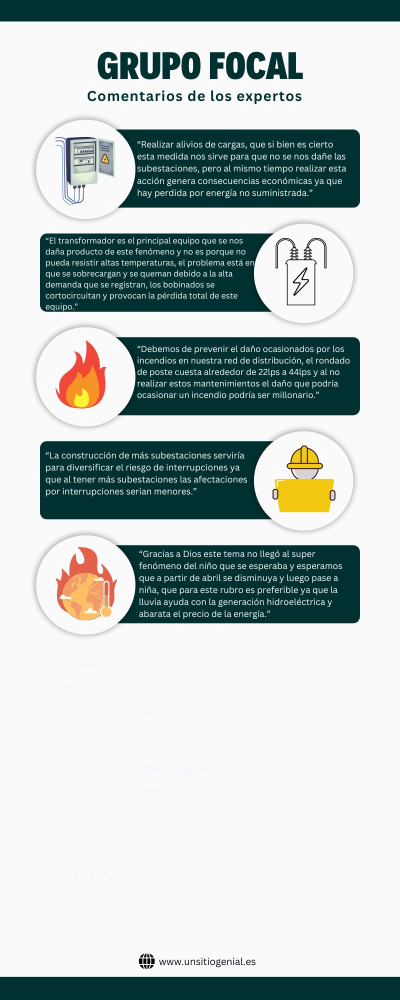 GRUPO FOCAL
Comentarios de los expertos
“Realizar alivios de cargas, que si bien es cierto
esta medida nos sirve para que no se nos dañe las
subestaciones, pero al mismo tiempo realizar esta
acción genera consecuencias económicas ya que
hay perdida por energía no suministrada.”
“El transformador es el principal equipo que se nos
daña producto de este fenómeno y no es porque no
pueda resistir altas temperaturas, el problema está en
que se sobrecargan y se queman debido a la alta
demanda que se registran, los bobinados se
cortocircuitan y provocan la pérdida total de este
equipo.”
“Debemos de prevenir el daño ocasionados por los
incendios en nuestra red de distribución, el rondado
de poste cuesta alrededor de 22lps a 44lps y al no
realizar estos mantenimientos el daño que podría
ocasionar un incendio podría ser millonario.”
“La construcción de más subestaciones serviría
para diversificar el riesgo de interrupciones ya
que al tener más subestaciones las afectaciones
por interrupciones serian menores.”
“Gracias a Dios este tema no llegó al super
fenómeno del niño que se esperaba y esperamos
que a partir de abril se disminuya y luego pase a
niña, que para este rubro es preferible ya que la
lluvia ayuda con la generación hidroeléctrica y
abarata el precio de la energía.”
Eficiencia
Lorem ipsum dolor sit amet, tempus consectetur
adipiscing elit. Quisque ullamcorper gravida
mauris pharetra viverra. Ut tempus mauris velit,
vitae aliquet tellus consequat sit amet.
Rentabilidad
Lorem ipsum dolor sit amet, tempus consectetur
adipiscing elit. Quisque ullamcorper gravida
mauris pharetra viverra. Ut tempus mauris velit,
vitae aliquet tellus consequat sit amet.
Estrategias
www.unsitiogenial.es